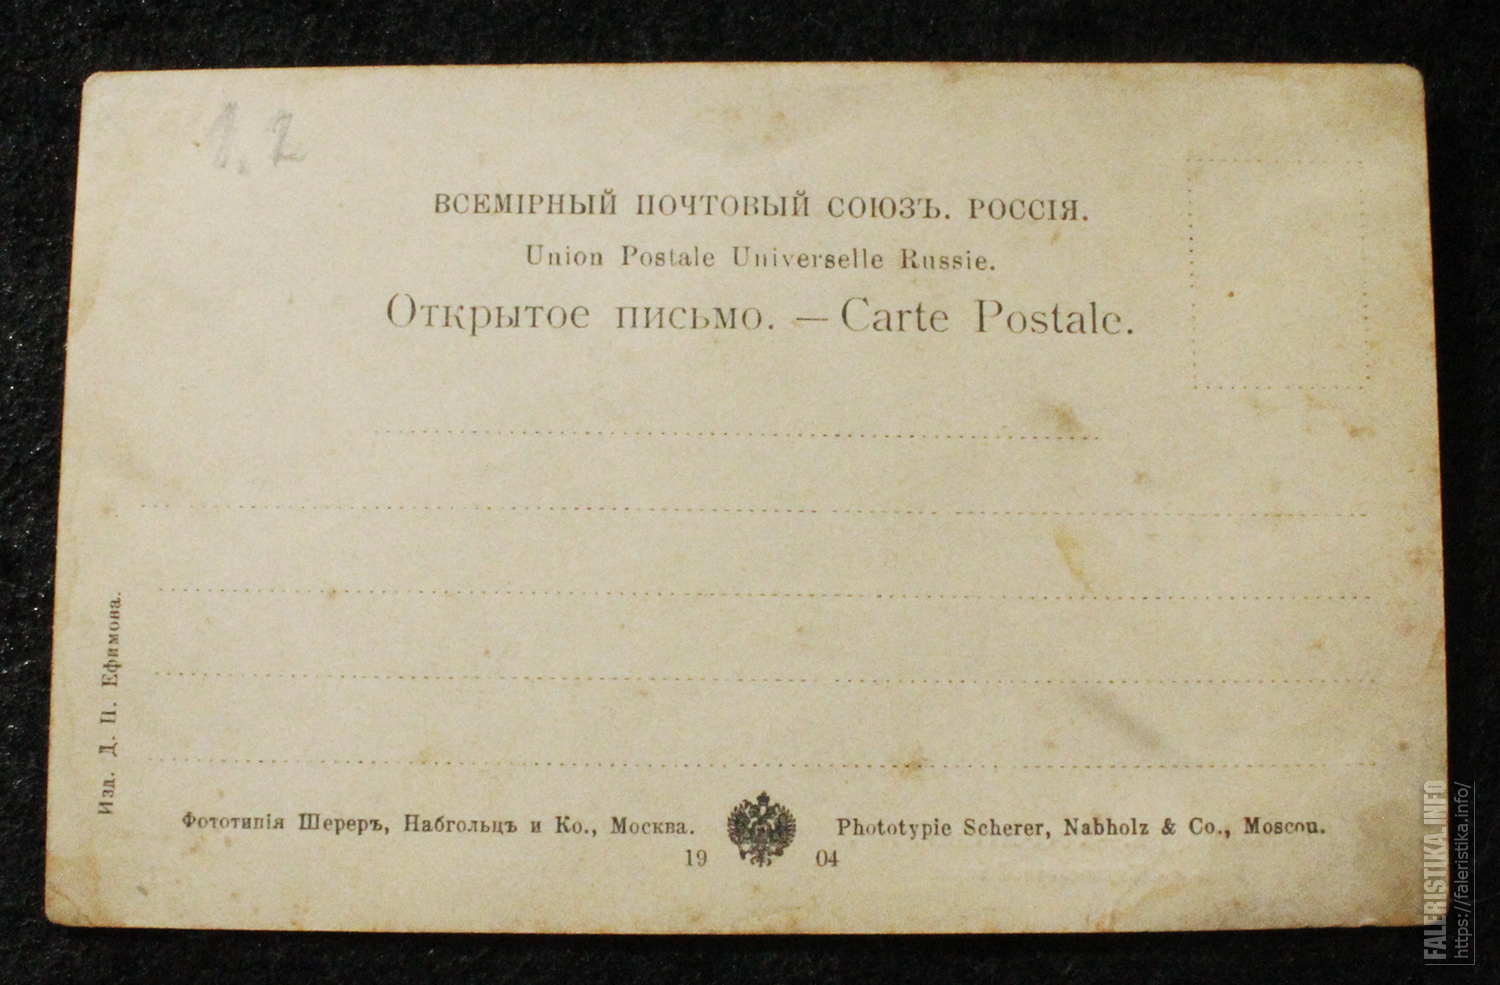 1.2
ВСЕМІРНЫЙ ПОЧТОВЫЙ СОЮЗЪ. РОССІЯ.
Union Postale Universelle Russie.
Открытое письмо. — Carte Postale.
Изд. Д. П. Ефимова.
Фототипія Шереръ, Набгольцъ и Ко., Москва.
19 04
Phototypie Scherer, Nabholz & Co., Moscou.
FALERISTIKA.INFO
https://faleristika.info/